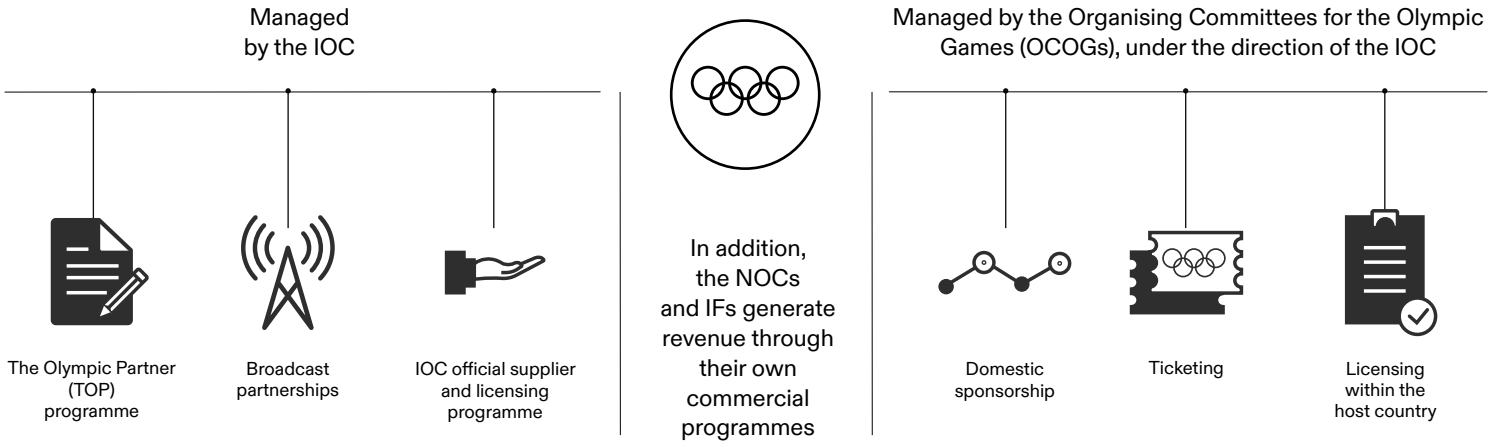 Managed
by the IOC
The Olympic Partner
(TOP)
programme
Broadcast
partnerships
IOC official supplier
and licensing
programme
In addition,
the NOCs
and IFs generate
revenue through
their own
commercial
programmes
Managed by the Organising Committees for the Olympic
Games (OCOGs), under the direction of the IOC
Domestic
sponsorship
Ticketing
Licensing
within the
host country